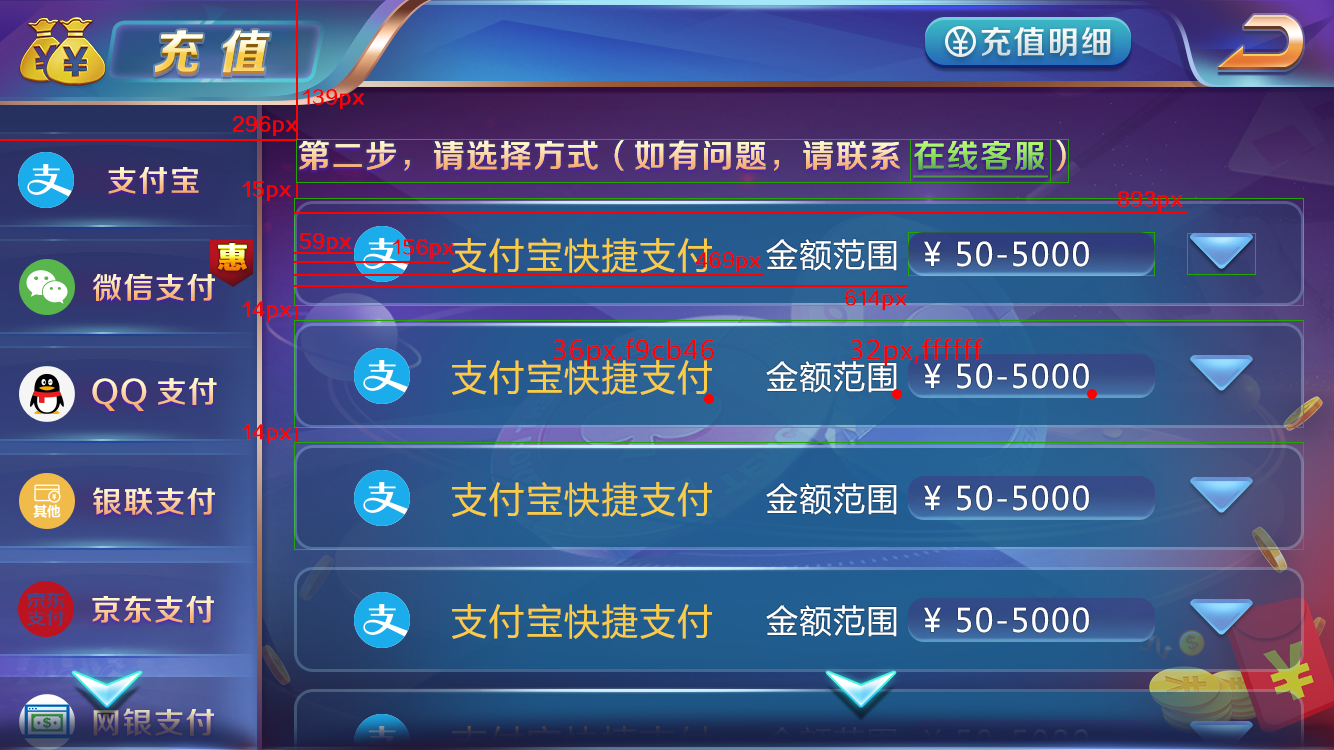 充值
充值明细
139px
296px
第二步，请选择方式（如有问题，请联系 在线客服）
支付宝
15px
893px
惠
59px
156px
支付宝快捷支付 金额范围 ¥ 50-5000
469px
微信支付
614px
14px
36px,f9cb46
32px,ffffff
支付宝快捷支付 金额范围 ¥ 50-5000
QQ 支付
14px
其他
银联支付
支付宝快捷支付 金额范围 ¥ 50-5000
京东支付
京东支付
支付宝快捷支付 金额范围 ¥ 50-5000
网银支付